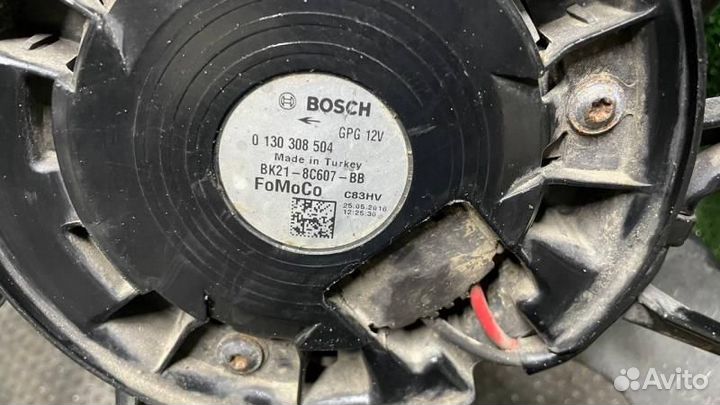 BOSCH
GPG 12V
0 130 308 504
Made in Turkey
BK21-8C607-BB
FoMoCo
C83HV
25.05.2016
12:25:30
Avito